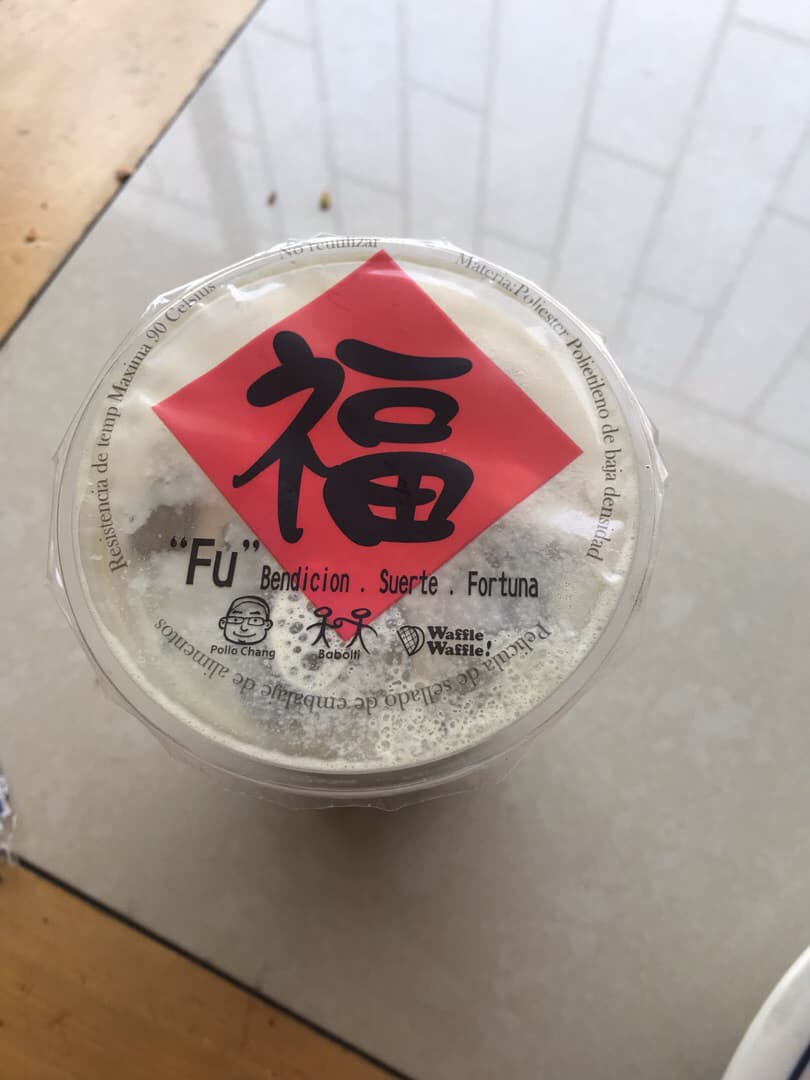 No reutilizar
Materia:Poliester Polietileno de baja densidad
Resistencia de temp Maxima 90 Celsius
福
“Fu” Bendicion . Suerte . Fortuna
Pollo Chang
Babolti
Waffle
Waffle!
Pelicula de sellado de embalaje de alimentos